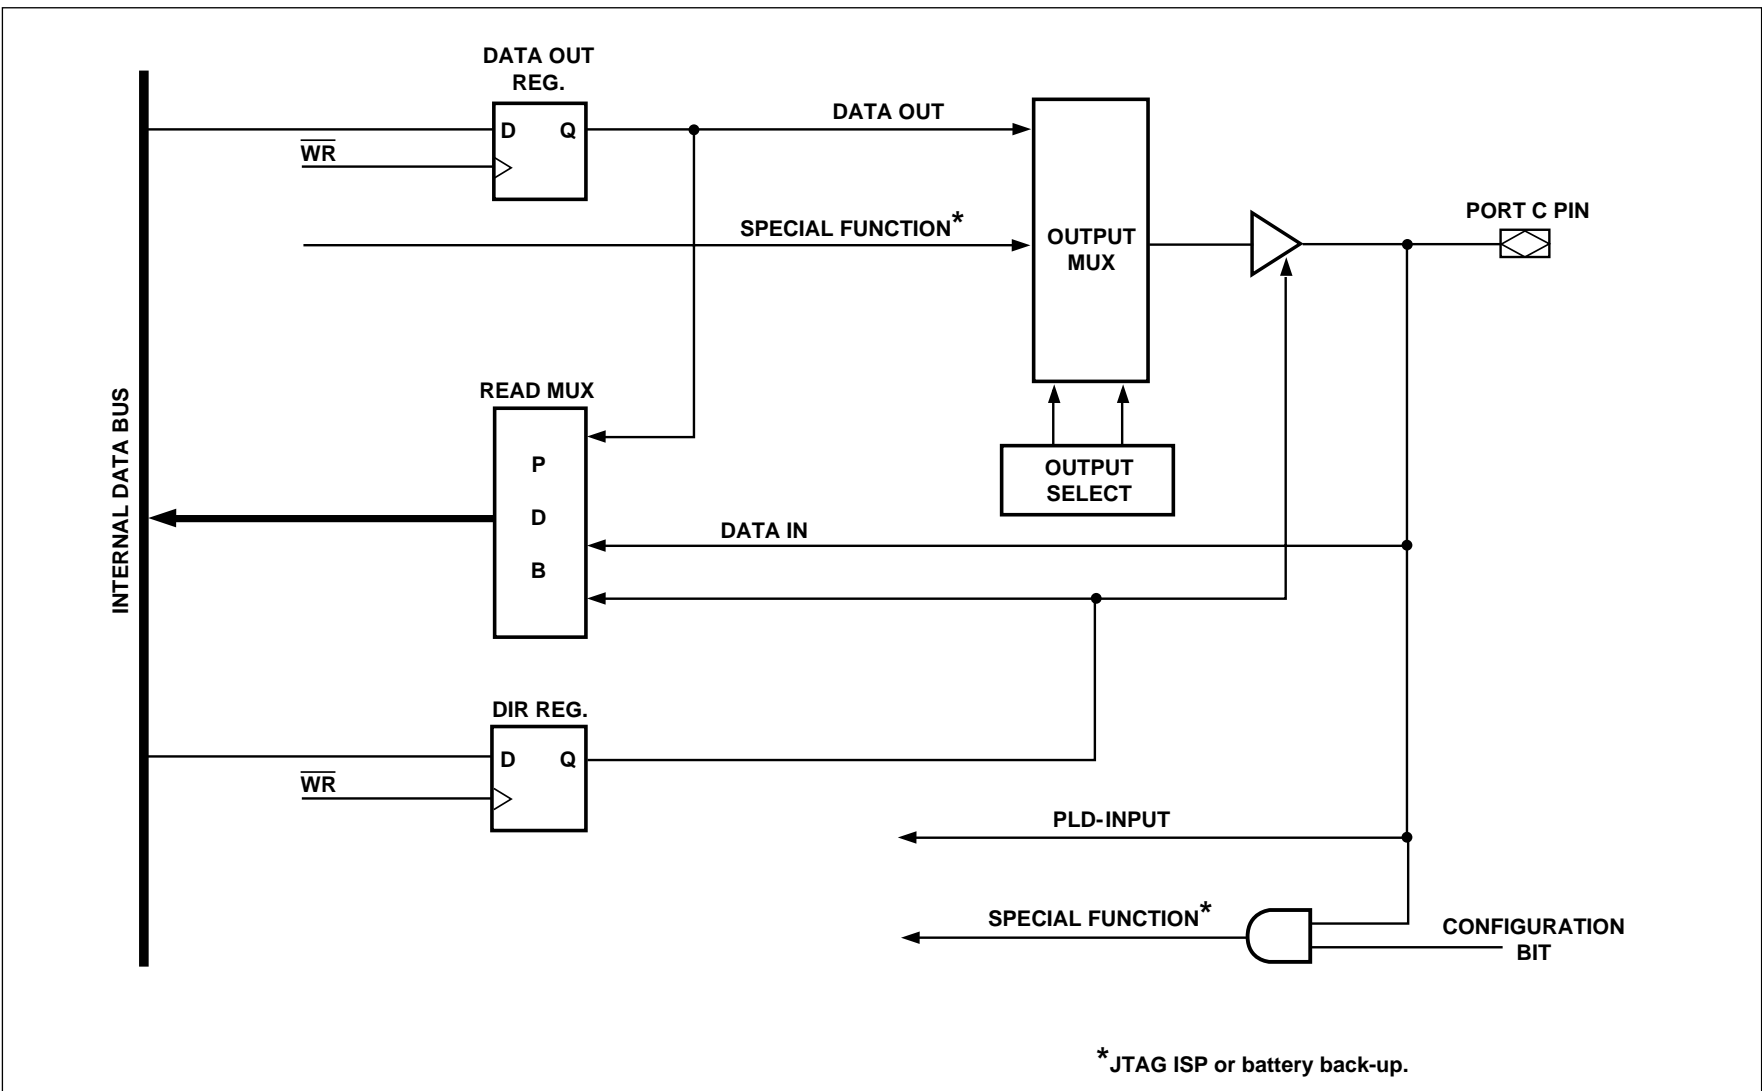 DATA OUT
REG.
D Q
WR
DATA OUT
SPECIAL FUNCTION*
OUTPUT
MUX
PORT C PIN
INTERNAL DATA BUS
READ MUX
P
D
B
OUTPUT
SELECT
DATA IN
DIR REG.
D Q
WR
PLD-INPUT
SPECIAL FUNCTION*
CONFIGURATION
BIT
*JTAG ISP or battery back-up.